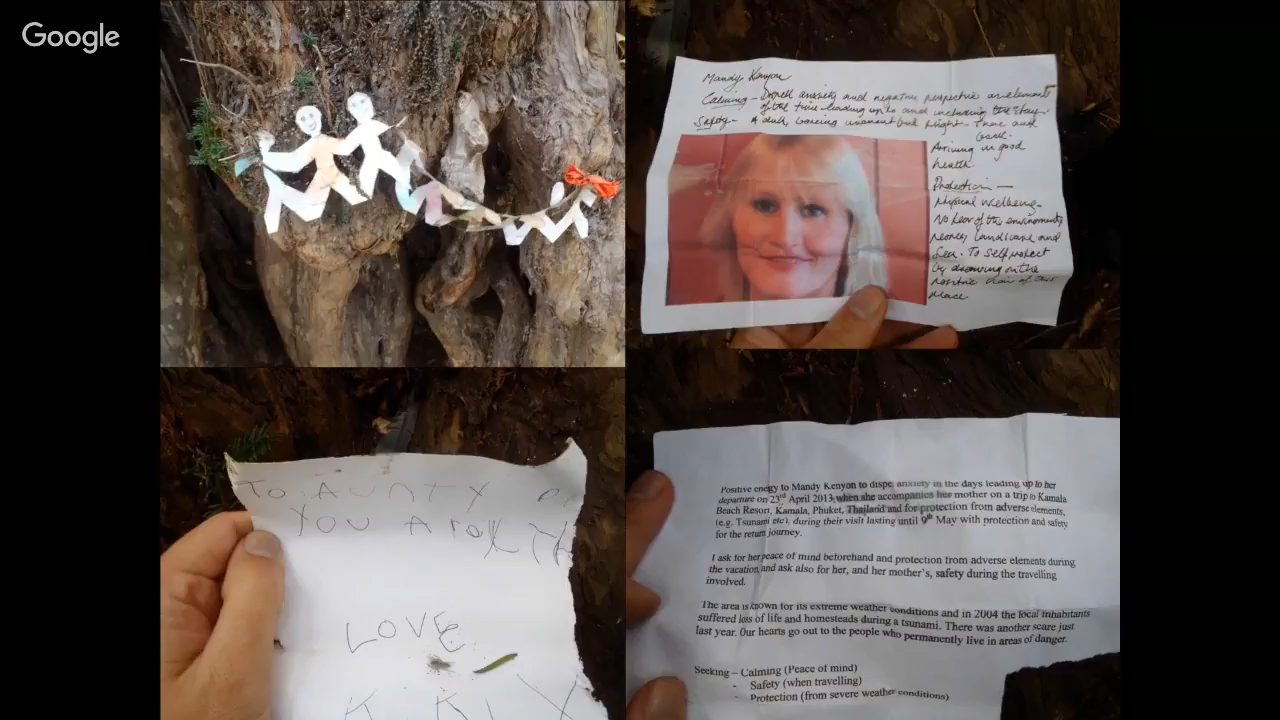 Google
Mandy Kenyon
Calming - Dispell anxiety and negative perspective as element
of the time leading up to and including the stay.
Safety - A calm, but flight - There and
back.
Arriving in good
health.
Protection -
Physical wellbeing -
No fear of the environment,
people, landscape and
. To self protect
by drawing on the
positive of this
place.
TO AUNTY
YOU A
LOVE
K K X
Positive energy to Mandy Kenyon to dispe anxiety in the days leading up to her
departure on 23rd April 2013, when she accompanies her mother on a trip to Kamala
Beach Resort, Kamala, Phuket, Thailand and for protection from adverse elements,
(e.g. Tsunami etc), during their visit lasting until 9th May with protection and safety
for the return journey.
I ask for her peace of mind beforehand and protection from adverse elements during
the vacation and ask also for her, and her mother's, safety during the travelling
involved.
The area is known for its extreme weather conditions and in 2004 the local inhabitants
suffered loss of life and homesteads during a tsunami. There was another scare just
last year. Our hearts go out to the people who permanently live in areas of danger.
Seeking – Calming (Peace of mind)
- Safety (when travelling)
- Protection (from severe weather conditions)